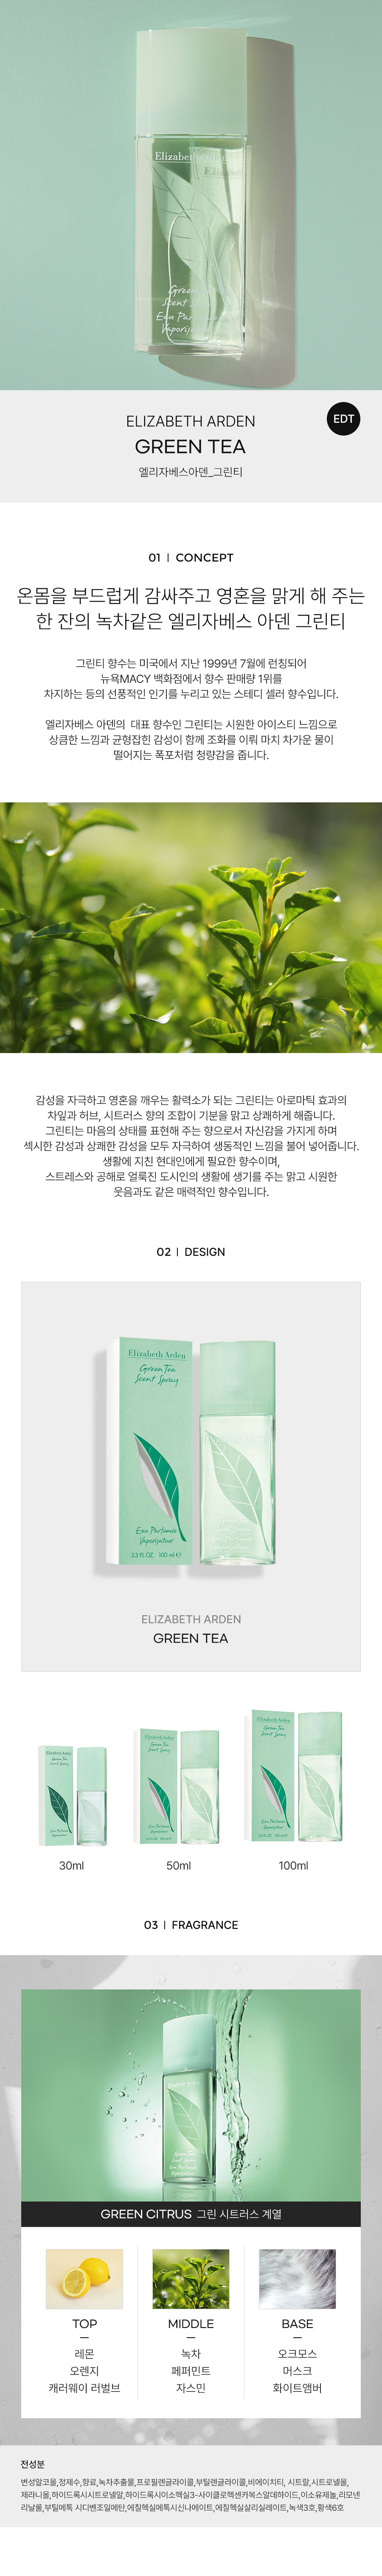 Elizabeth Arden
Green
Scent
Eau Par
Vaporis
EDT
ELIZABETH ARDEN
GREEN TEA
엘리자베스아덴_그린티
01 | CONCEPT
온몸을 부드럽게 감싸주고 영혼을 맑게 해 주는
한 잔의 녹차같은 엘리자베스 아덴 그린티
그린티 향수는 미국에서 지난 1999년 7월에 런칭되어
뉴욕MACY 백화점에서 향수 판매량 1위를
차지하는 등의 선풍적인 인기를 누리고 있는 스테디 셀러 향수입니다.
엘리자베스 아덴의 대표 향수인 그린티는 시원한 아이스티 느낌으로
상큼한 느낌과 균형잡힌 감성이 함께 조화를 이뤄 마치 차가운 물이
떨어지는 폭포처럼 청량감을 줍니다.
감성을 자극하고 영혼을 깨우는 활력소가 되는 그린티는 아로마틱 효과의
차잎과 허브, 시트러스 향의 조합이 기분을 맑고 상쾌하게 해줍니다.
그린티는 마음의 상태를 표현해 주는 향으로서 자신감을 가지게 하며
섹시한 감성과 상쾌한 감성을 모두 자극하여 생동적인 느낌을 불어 넣어줍니다.
생활에 지친 현대인에게 필요한 향수이며,
스트레스와 공해로 얼룩진 도시인의 생활에 생기를 주는 맑고 시원한
웃음과도 같은 매력적인 향수입니다.
02 | DESIGN
Elizabeth Arden
Green Tea
Scent Spray
Eau Parfumée
Vaporisateur
3.3 FL.OZ. 100 ml e
ELIZABETH ARDEN
GREEN TEA
30ml
50ml
100ml
03 | FRAGRANCE
Elizabeth Arden
Green Tea
Scent Spray
Eau Parfumée
Vaporisateur
GREEN CITRUS 그린 시트러스 계열
TOP
레몬
오렌지
캐러웨이 러벌브
MIDDLE
녹차
페퍼민트
자스민
BASE
오크모스
머스크
화이트앰버
전성분
변성알코올,정제수,향료,녹차추출물,프로필렌글라이콜,부틸렌글라이콜,비에이치티, 시트랄,시트로넬올,
제라니올,하이드록시시트로넬알,하이드록시이소헥실3-사이클로헥센카복스알데하이드,이소유제놀,리모넨
리날룰,부틸메톡 시디벤조일메탄,에칠헥실메톡시신나메이트,에칠헥실살리실레이트,녹색3호,황색6호